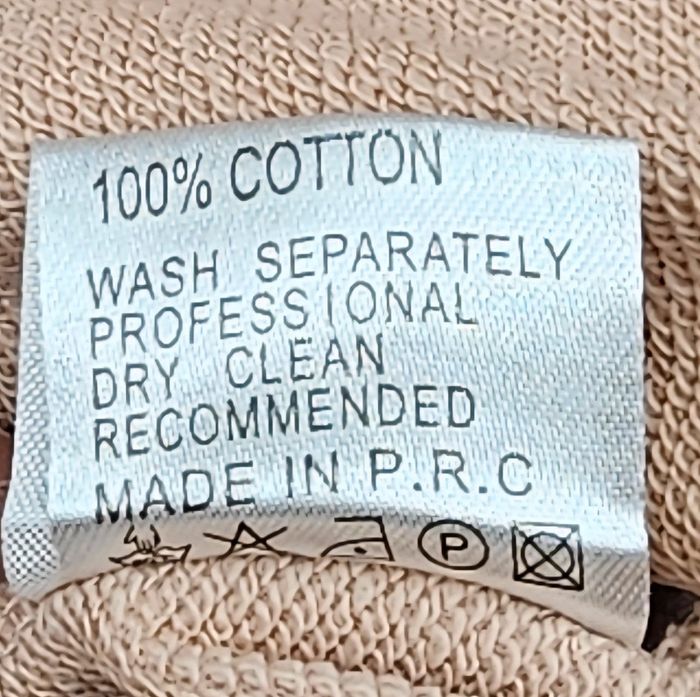 100% COTTON
WASH SEPARATELY
PROFESSIONAL
DRY CLEAN
RECOMMENDED
MADE IN P.R.C
P